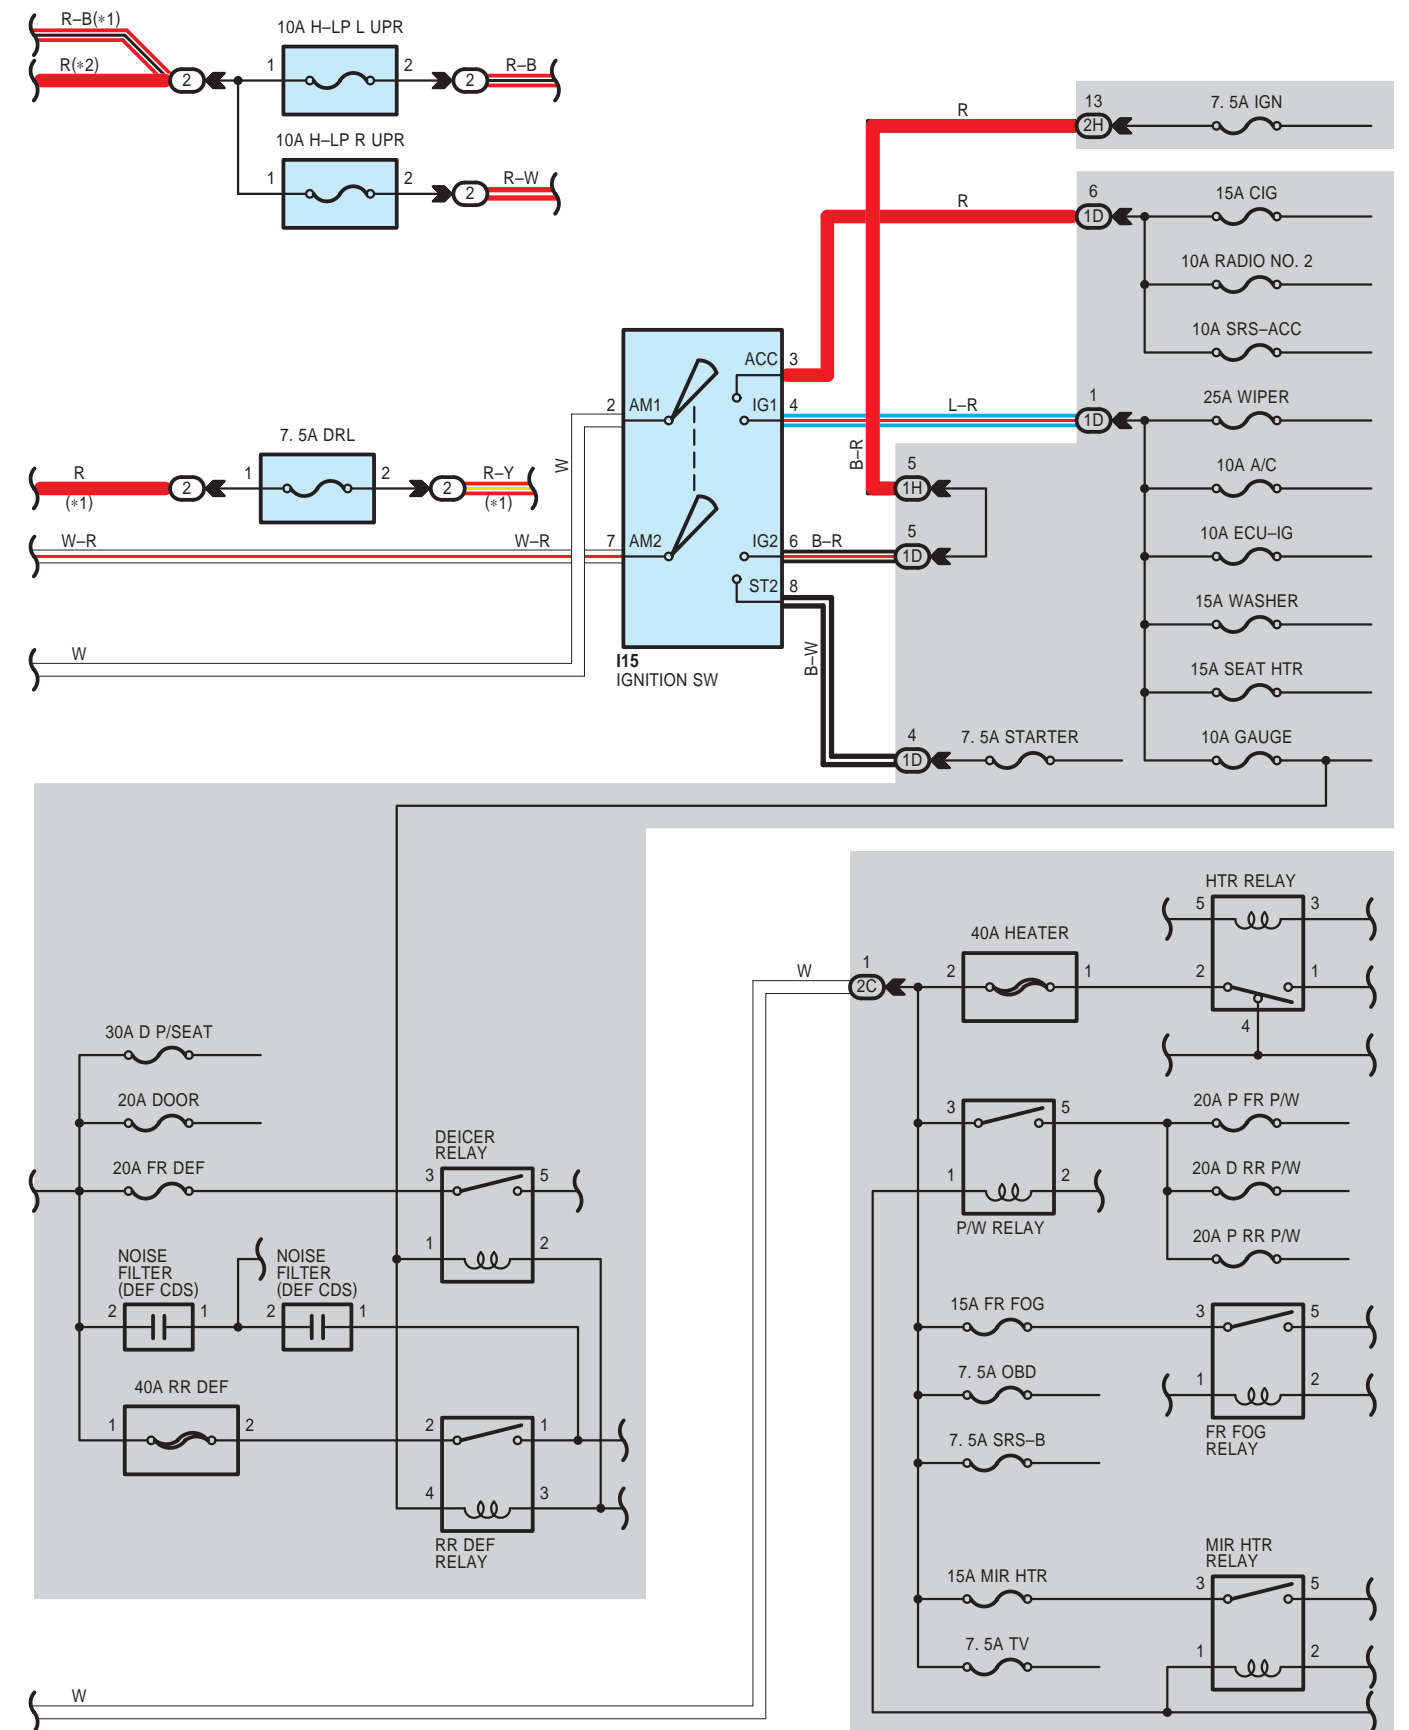 R–B(*1)
10A H–LP L UPR
R(*2)
2
1
2
2
R–B
10A H–LP R UPR
1
2
2
R–W
R
13
2H
7. 5A IGN
R
6
1D
15A CIG
10A RADIO NO. 2
10A SRS–ACC
ACC
3
2
AM1
IG1
4
L–R
1
1D
25A WIPER
7. 5A DRL
W
B–R
R
(*1)
2
1
2
2
R–Y
(*1)
5
1H
10A A/C
W–R
W–R
7
AM2
IG2
6
B–R
5
1D
10A ECU–IG
ST2
8
15A WASHER
W
B–W
I15
IGNITION SW
15A SEAT HTR
4
1D
7. 5A STARTER
10A GAUGE
HTR RELAY
5
3
40A HEATER
W
1
2C
2
1
2
1
4
30A D P/SEAT
20A DOOR
3
5
20A P FR P/W
DEICER
RELAY
20A FR DEF
3
5
1
2
20A D RR P/W
P/W RELAY
1
2
20A P RR P/W
NOISE
FILTER
(DEF CDS)
NOISE
FILTER
(DEF CDS)
2
1
2
1
15A FR FOG
3
5
40A RR DEF
7. 5A OBD
1
2
1
2
2
1
7. 5A SRS–B
FR FOG
RELAY
4
3
RR DEF
RELAY
MIR HTR
RELAY
15A MIR HTR
3
5
7. 5A TV
1
2
W